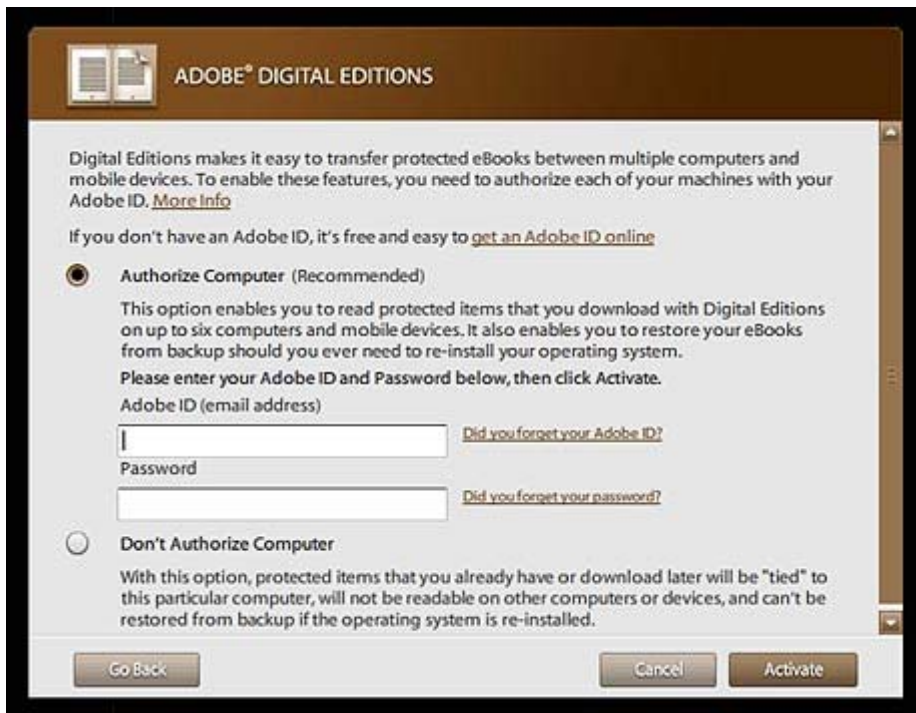 ADOBE® DIGITAL EDITIONS
Digital Editions makes it easy to transfer protected eBooks between multiple computers and
mobile devices. To enable these features, you need to authorize each of your machines with your
Adobe ID. More Info
If you don't have an Adobe ID, it's free and easy to get an Adobe ID online
Authorize Computer (Recommended)
This option enables you to read protected items that you download with Digital Editions
on up to six computers and mobile devices. It also enables you to restore your eBooks
from backup should you ever need to re-install your operating system.
Please enter your Adobe ID and Password below, then click Activate.
Adobe ID (email address)
Did you forget your Adobe ID?
Password
Did you forget your password?
Don't Authorize Computer
With this option, protected items that you already have or download later will be "tied" to
this particular computer, will not be readable on other computers or devices, and can't be
restored from backup if the operating system is re-installed.
Go Back Cancel Activate